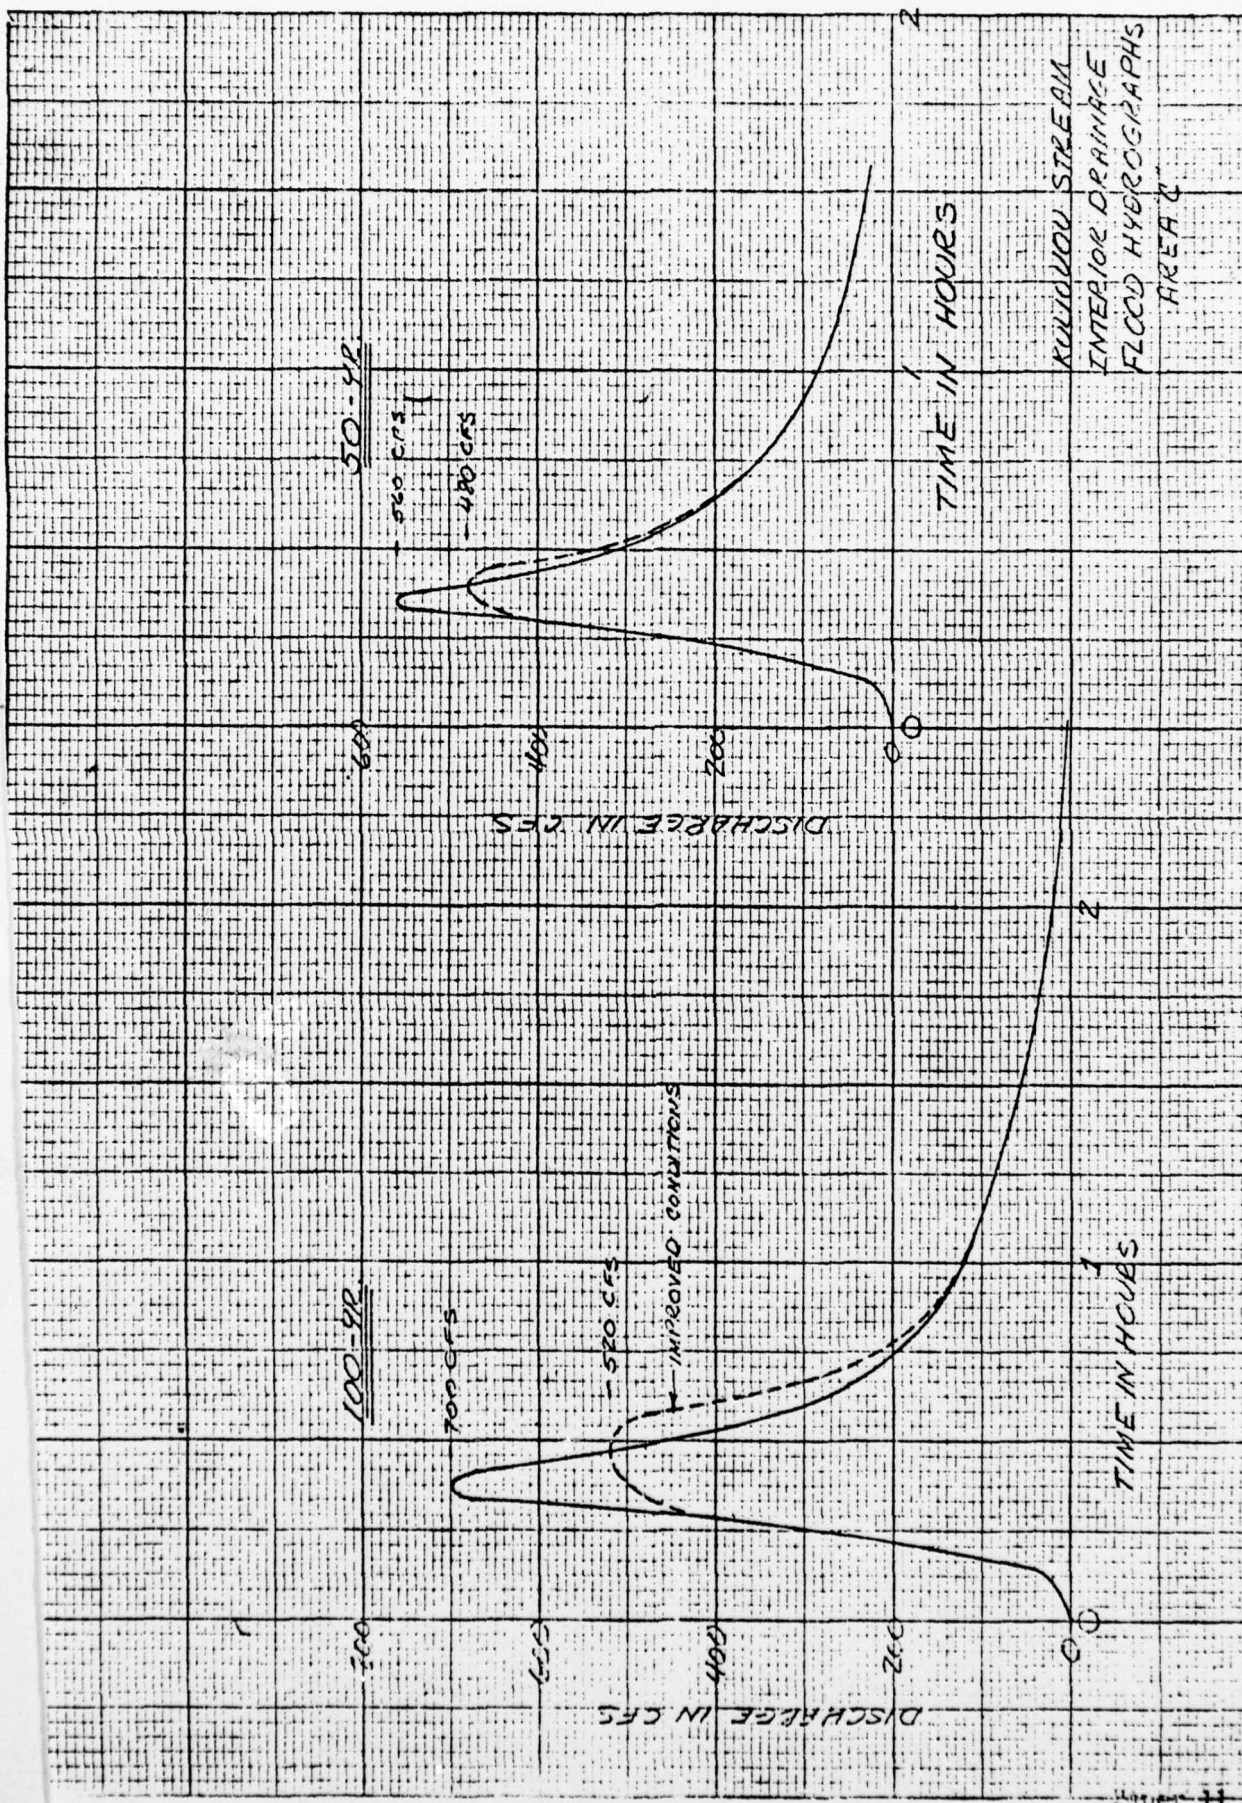 100-YR.
700 CFS
- 520 CFS
IMPROVED CONDITIONS
600
400
200
0
DISCHARGE IN CFS
0
1
2
TIME IN HOURS
50-YR.
- 560 CFS
- 480 CFS
600
400
200
0
DISCHARGE IN CFS
0
1
2
TIME IN HOURS
KULIOUOU STREAM
INTERIOR DRAINAGE
FLOOD HYDROGRAPHS
AREA "C"